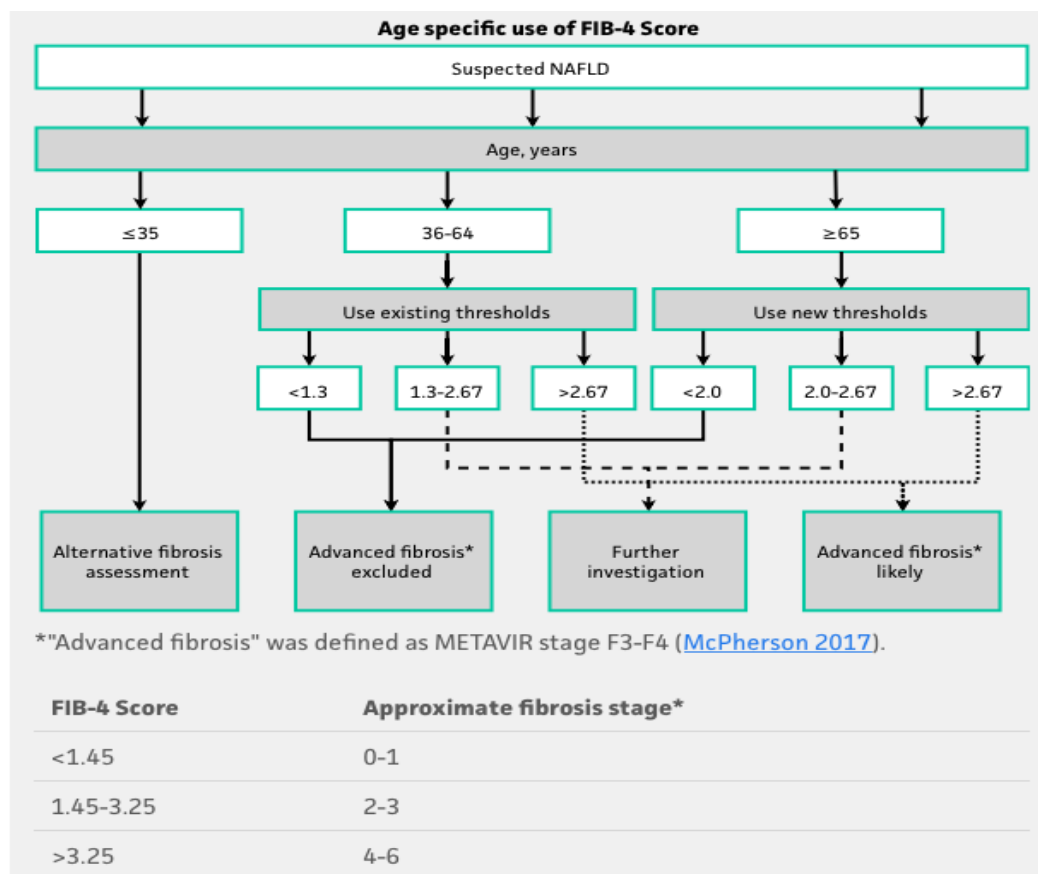 Age specific use of FIB-4 Score
Suspected NAFLD
Age, years
≤35
36-64
≥65
Use existing thresholds
Use new thresholds
<1.3
1.3-2.67
>2.67
<2.0
2.0-2.67
>2.67
Alternative fibrosis
assessment
Advanced fibrosis*
excluded
Further
investigation
Advanced fibrosis*
likely
*"Advanced fibrosis" was defined as METAVIR stage F3-F4 (McPherson 2017).
FIB-4 Score Approximate fibrosis stage*
<1.45 0-1
1.45-3.25 2-3
>3.25 4-6